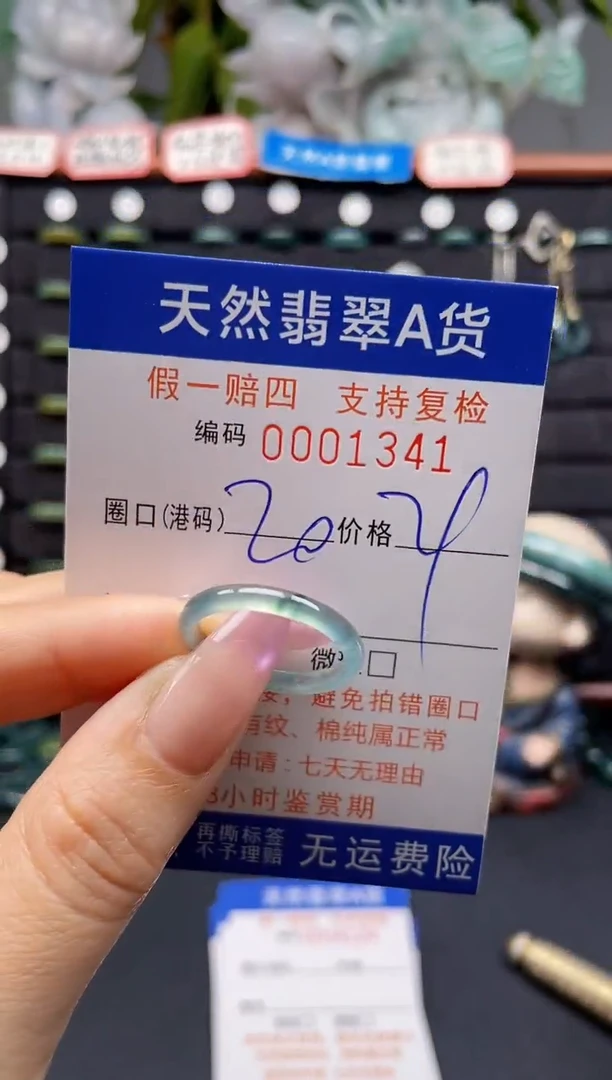 天然翡翠A货
假一赔四 支持复检
编码 0001341
圈口(港码) 20 价格
微 □
避免拍错圈口
有纹、棉纯属正常
申请:七天无理由
小时鉴赏期
再撕标签
不予理赔
无运费险